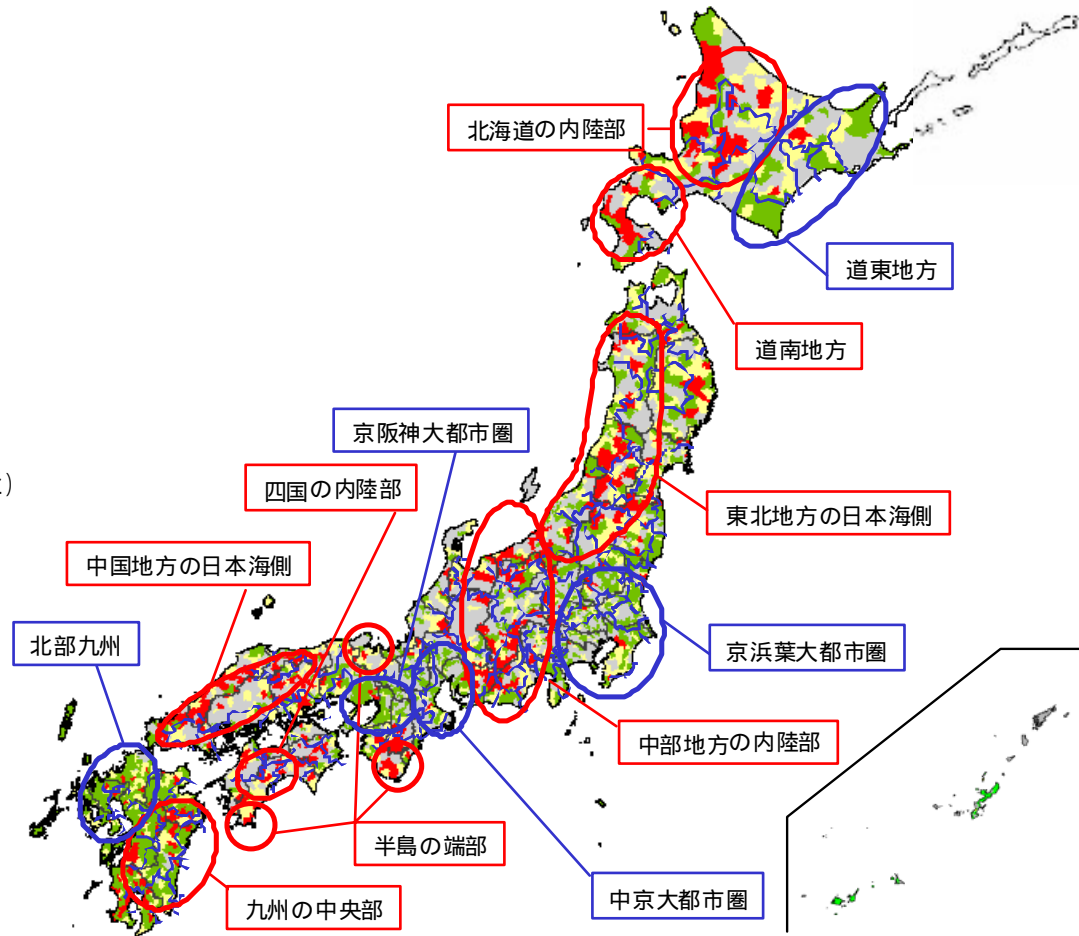 北海道の内陸部
道東地方
道南地方
京阪神大都市圏
四国の内陸部
東北地方の日本海側
中国地方の日本海側
北部九州
京浜葉大都市圏
中部地方の内陸部
半島の端部
中京大都市圏
九州の中央部